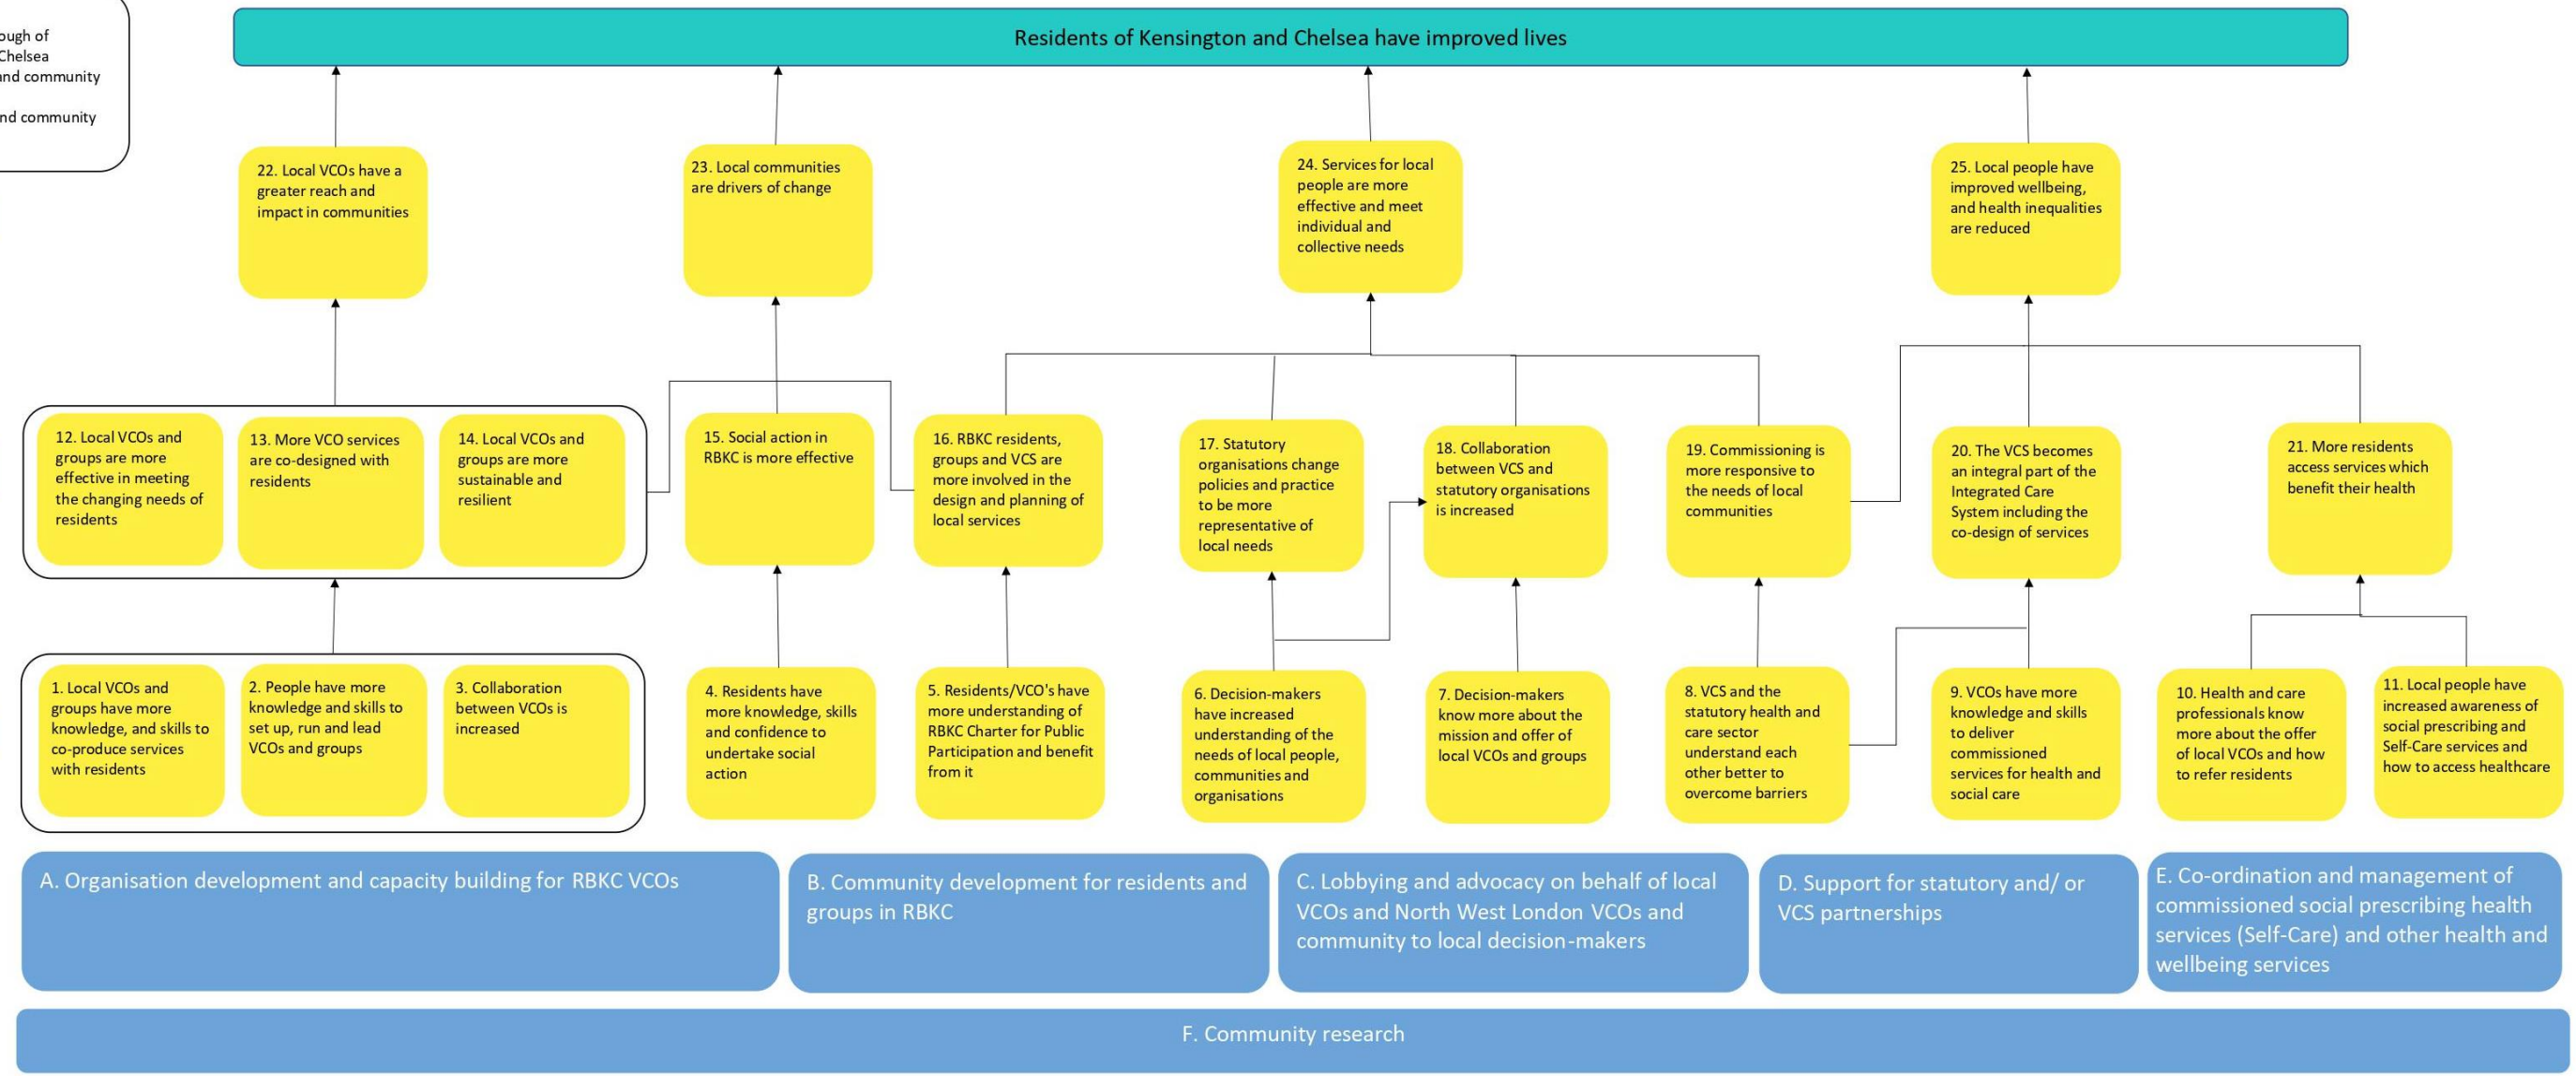 ough of
Chelsea
and community
nd community
Residents of Kensington and Chelsea have improved lives
22. Local VCOs have a
greater reach and
impact in communities
23. Local communities
are drivers of change
24. Services for local
people are more
effective and meet
individual and
collective needs
25. Local people have
improved wellbeing,
and health inequalities
are reduced
12. Local VCOs and
groups are more
effective in meeting
the changing needs of
residents
13. More VCO services
are co-designed with
residents
14. Local VCOs and
groups are more
sustainable and
resilient
15. Social action in
RBKC is more effective
16. RBKC residents,
groups and VCS are
more involved in the
design and planning of
local services
17. Statutory
organisations change
policies and practice
to be more
representative of
local needs
18. Collaboration
between VCS and
statutory organisations
is increased
19. Commissioning is
more responsive to
the needs of local
communities
20. The VCS becomes
an integral part of the
Integrated Care
System including the
co-design of services
21. More residents
access services which
benefit their health
1. Local VCOs and
groups have more
knowledge, and skills to
co-produce services
with residents
2. People have more
knowledge and skills to
set up, run and lead
VCOs and groups
3. Collaboration
between VCOs is
increased
4. Residents have
more knowledge, skills
and confidence to
undertake social
action
5. Residents/VCO's have
more understanding of
RBKC Charter for Public
Participation and benefit
from it
6. Decision-makers
have increased
understanding of the
needs of local people,
communities and
organisations
7. Decision-makers
know more about the
mission and offer of
local VCOs and groups
8. VCS and the
statutory health and
care sector
understand each
other better to
overcome barriers
9. VCOs have more
knowledge and skills
to deliver
commissioned
services for health and
social care
10. Health and care
professionals know
more about the offer
of local VCOs and how
to refer residents
11. Local people have
increased awareness of
social prescribing and
Self-Care services and
how to access healthcare
A. Organisation development and capacity building for RBKC VCOs
B. Community development for residents and
groups in RBKC
C. Lobbying and advocacy on behalf of local
VCOs and North West London VCOs and
community to local decision-makers
D. Support for statutory and/ or
VCS partnerships
E. Co-ordination and management of
commissioned social prescribing health
services (Self-Care) and other health and
wellbeing services
F. Community research